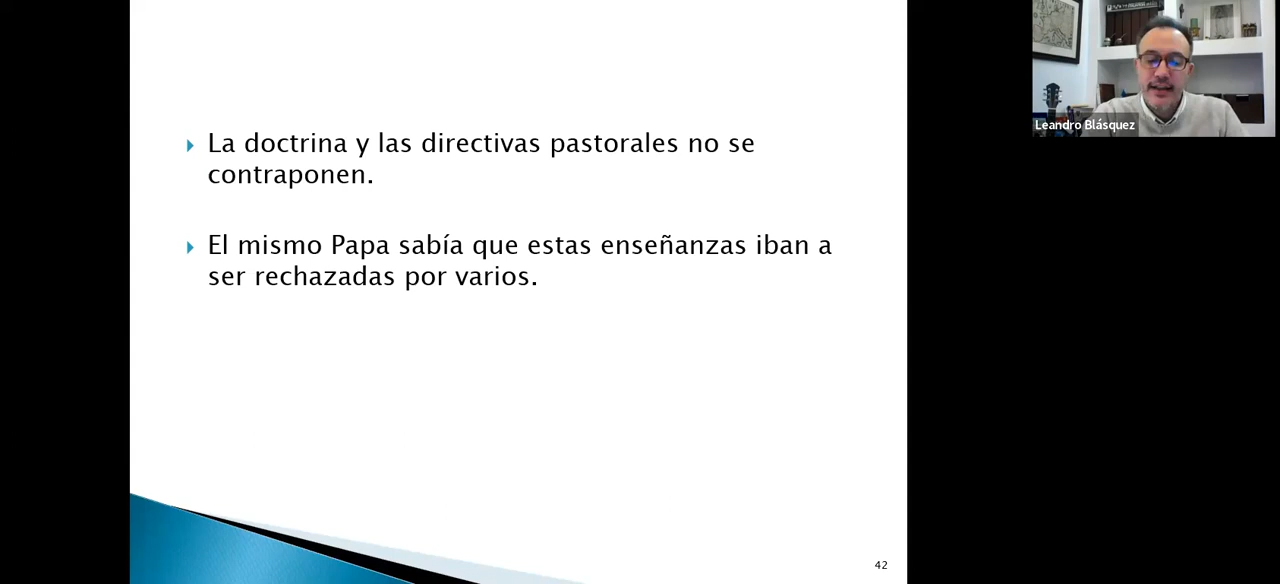 La doctrina y las directivas pastorales no se
contraponen.
El mismo Papa sabía que estas enseñanzas iban a
ser rechazadas por varios.
Leandro Blásquez
42